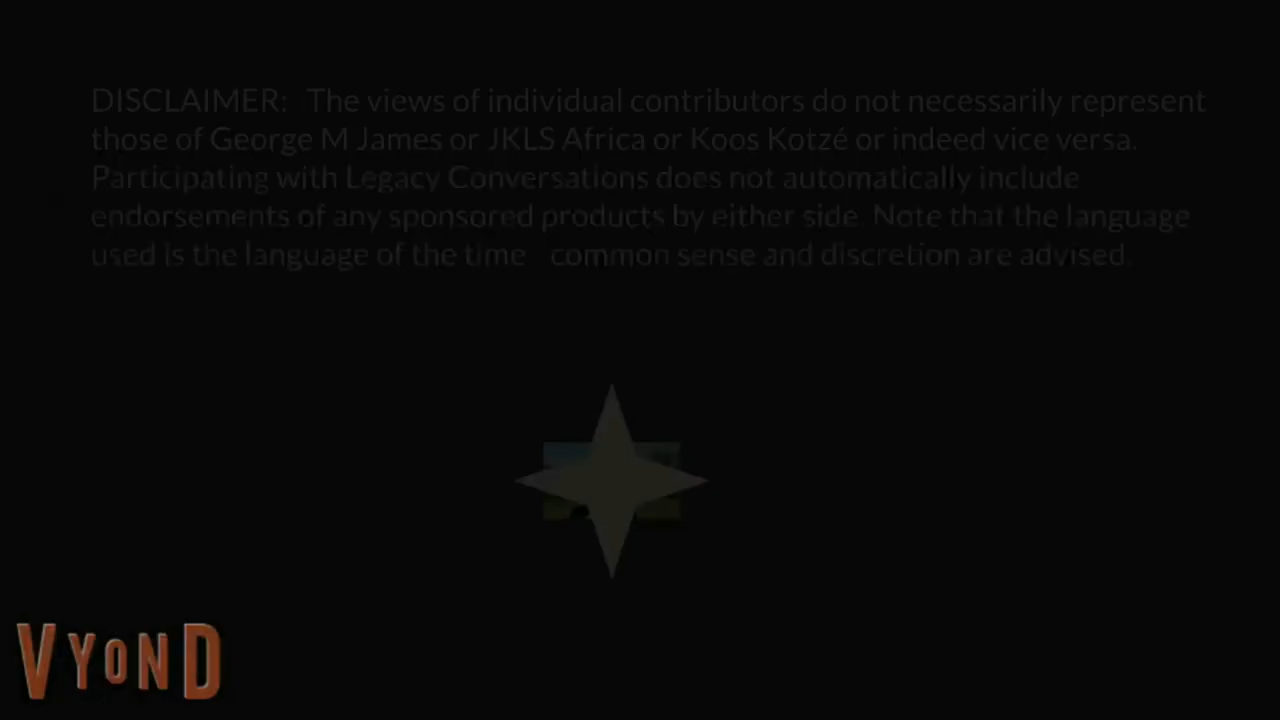 DISCLAIMER: The views of individual contributors do not necessarily represent
those of George M James or JKLS Africa or Koos Kotzé or indeed vice versa.
Participating with Legacy Conversations does not automatically include
endorsements of any sponsored products by either side. Note that the language
used is the language of the time common sense and discretion are advised.
VYOND